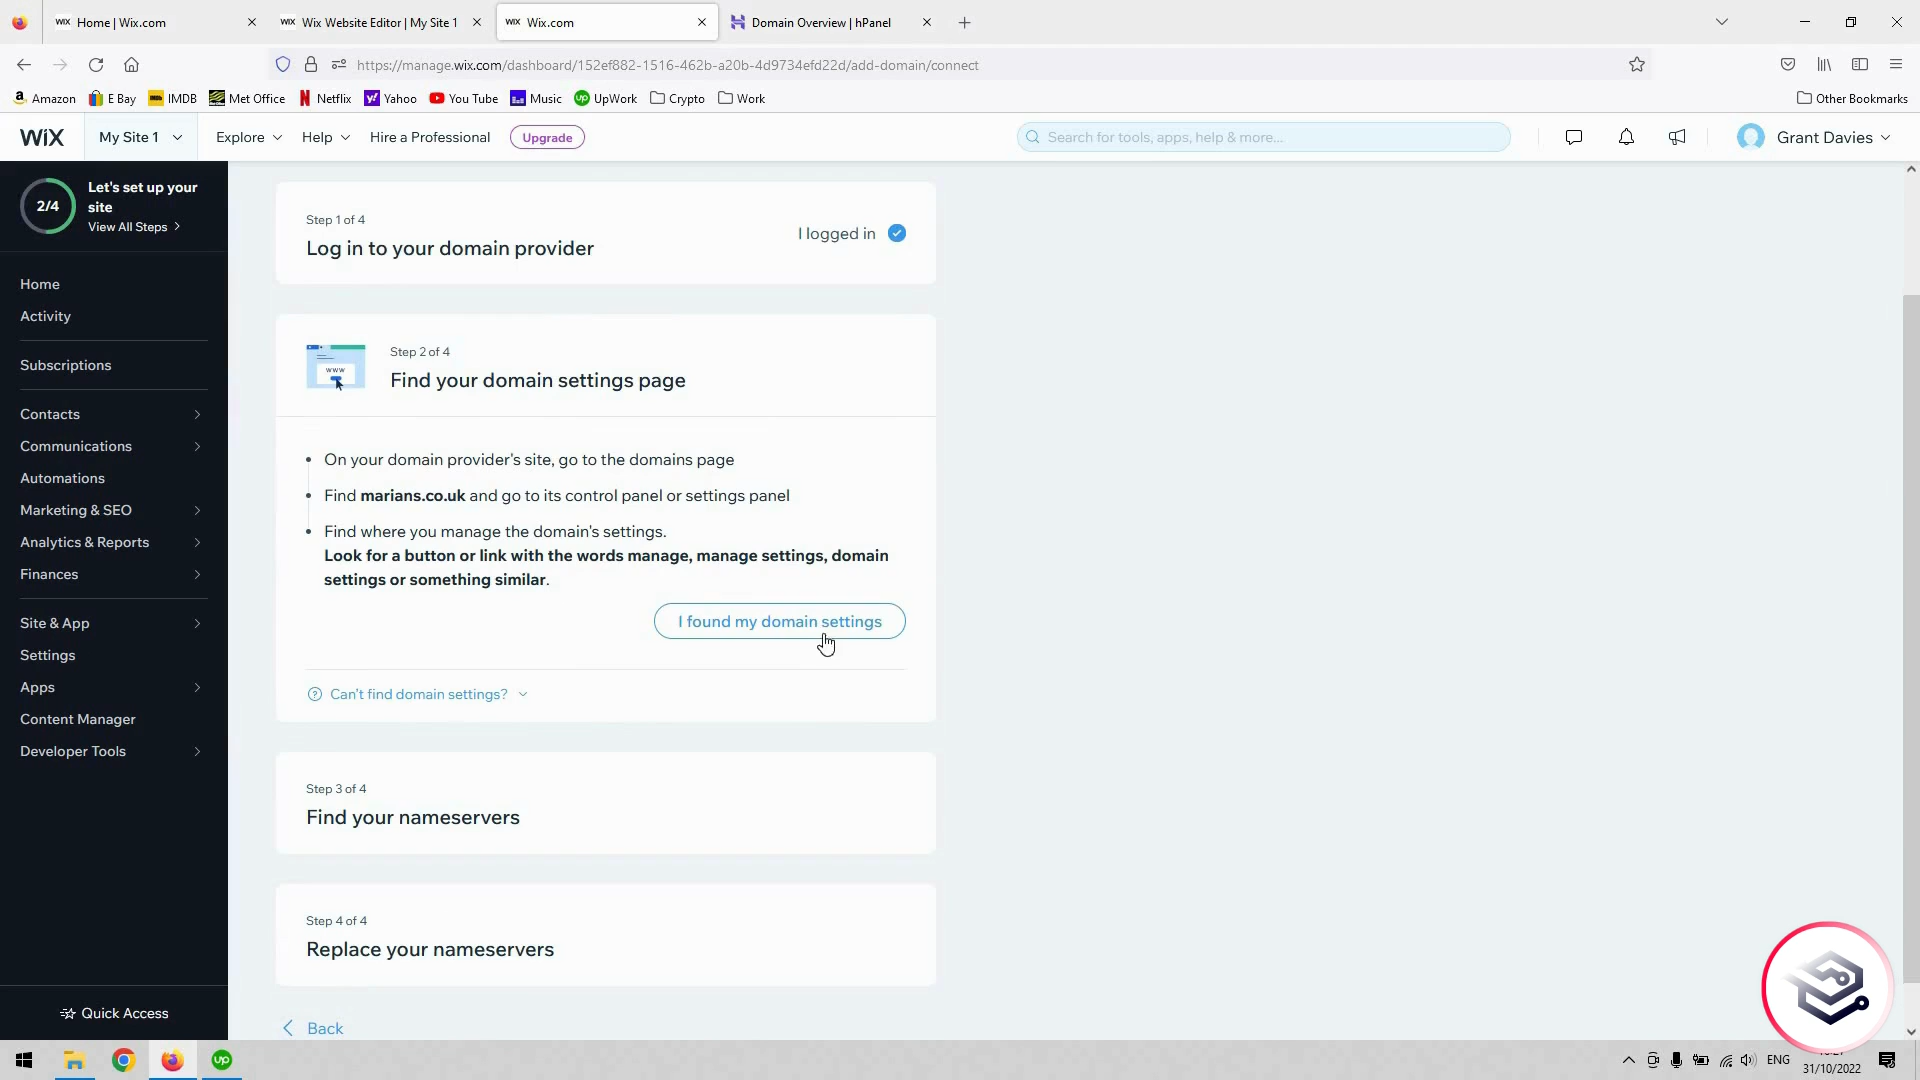 Home | Wix.com
Wix Website Editor | My Site 1
Wix.com
Domain Overview | hPanel
https://manage.wix.com/dashboard/152ef882-1516-462b-a20b-4d9734efd22d/add-domain/connect
Amazon
E Bay
IMDB
Met Office
Netflix
Yahoo
You Tube
Music
UpWork
Crypto
Work
Other Bookmarks
WIX
My Site 1
Explore
Help
Hire a Professional
Upgrade
Search for tools, apps, help & more...
Grant Davies
2/4
Let's set up your
site
View All Steps
Home
Activity
Subscriptions
Contacts
Communications
Automations
Marketing & SEO
Analytics & Reports
Finances
Site & App
Settings
Apps
Content Manager
Developer Tools
Quick Access
Step 1 of 4
Log in to your domain provider
I logged in
www
Step 2 of 4
Find your domain settings page
• On your domain provider's site, go to the domains page
• Find marians.co.uk and go to its control panel or settings panel
• Find where you manage the domain's settings.
Look for a button or link with the words manage, manage settings, domain
settings or something similar.
I found my domain settings
Can't find domain settings?
Step 3 of 4
Find your nameservers
Step 4 of 4
Replace your nameservers
Back
ENG
31/10/2022